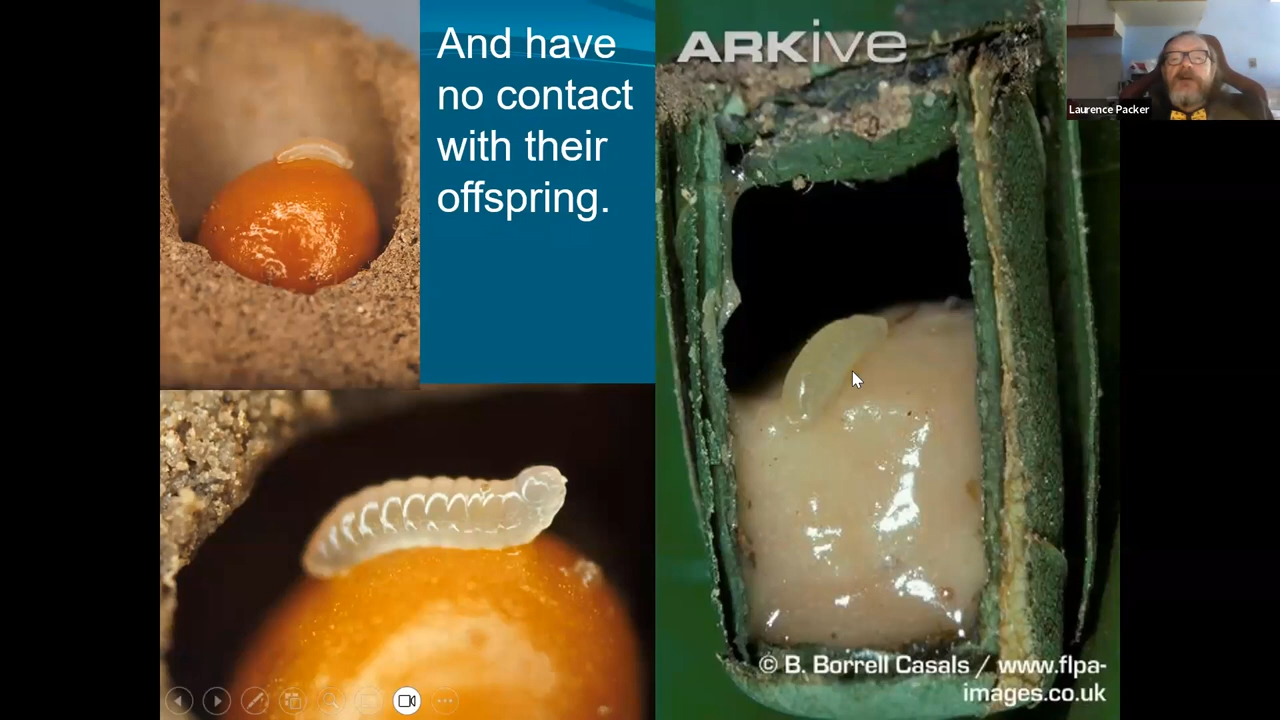 And have
no contact
with their
offspring.
ARKive
Laurence Packer
© B. Borrell Casals / www.flpa-
images.co.uk